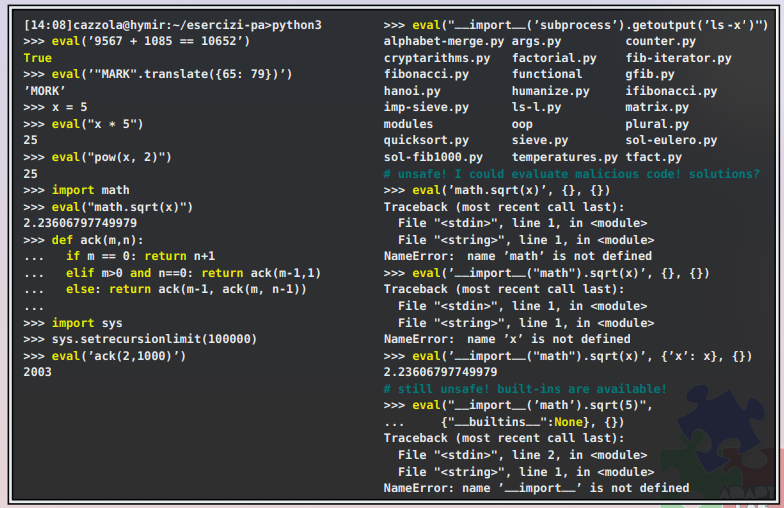 [14:08]cazzola@hymir:~/esercizi-pa>python3
>>> eval(’9567 + 1085 == 10652’)
True
>>> eval(’"MARK".translate({65: 79})’)
’MORK’
>>> x = 5
>>> eval("x * 5")
25
>>> eval("pow(x, 2)")
25
>>> import math
>>> eval("math.sqrt(x)")
2.23606797749979
>>> def ack(m,n):
...   if m == 0: return n+1
...   elif m>0 and n==0: return ack(m-1,1)
...   else: return ack(m-1, ack(m, n-1))
...
>>> import sys
>>> sys.setrecursionlimit(100000)
>>> eval(’ack(2,1000)’)
2003
>>> eval("__import__(’subprocess’).getoutput(’ls -x’)")
alphabet-merge.py args.py counter.py
cryptarithms.py factorial.py fib-iterator.py
fibonacci.py functional gfib.py
hanoi.py humanize.py ifibonacci.py
imp-sieve.py ls-l.py matrix.py
modules oop plural.py
quicksort.py sieve.py sol-eulero.py
sol-fib1000.py temperatures.py tfact.py
# unsafe! I could evaluate malicious code! solutions?
>>> eval(’math.sqrt(x)’, {}, {})
Traceback (most recent call last):
  File "<stdin>", line 1, in <module>
  File "<string>", line 1, in <module>
NameError: name ’math’ is not defined
>>> eval(’__import__("math").sqrt(x)’, {}, {})
Traceback (most recent call last):
  File "<stdin>", line 1, in <module>
  File "<string>", line 1, in <module>
NameError: name ’x’ is not defined
>>> eval(’__import__("math").sqrt(x)’, {’x’: x}, {})
2.23606797749979
# still unsafe! built-ins are available!
>>> eval("__import__(’math’).sqrt(5)",
...     {"__builtins__":None}, {})
Traceback (most recent call last):
  File "<stdin>", line 2, in <module>
  File "<string>", line 1, in <module>
NameError: name ’__import__’ is not defined